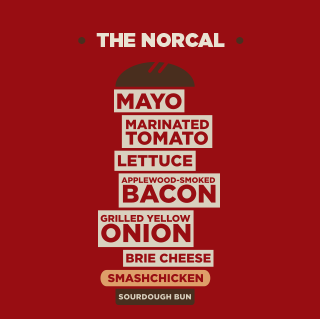 THE NORCAL
MAYO
MARINATED
TOMATO
LETTUCE
APPLEWOOD-SMOKED
BACON
GRILLED YELLOW
ONION
BRIE CHEESE
SMASHCHICKEN
SOURDOUGH BUN